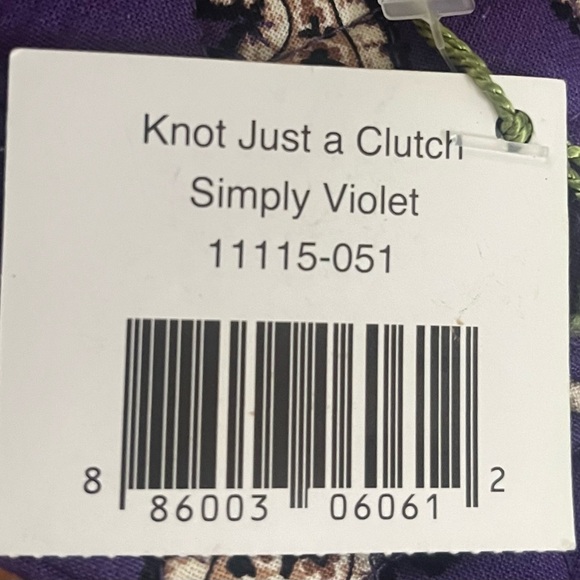 Knot Just a Clutch
Simply Violet
11115-051
8 86003 06061 2